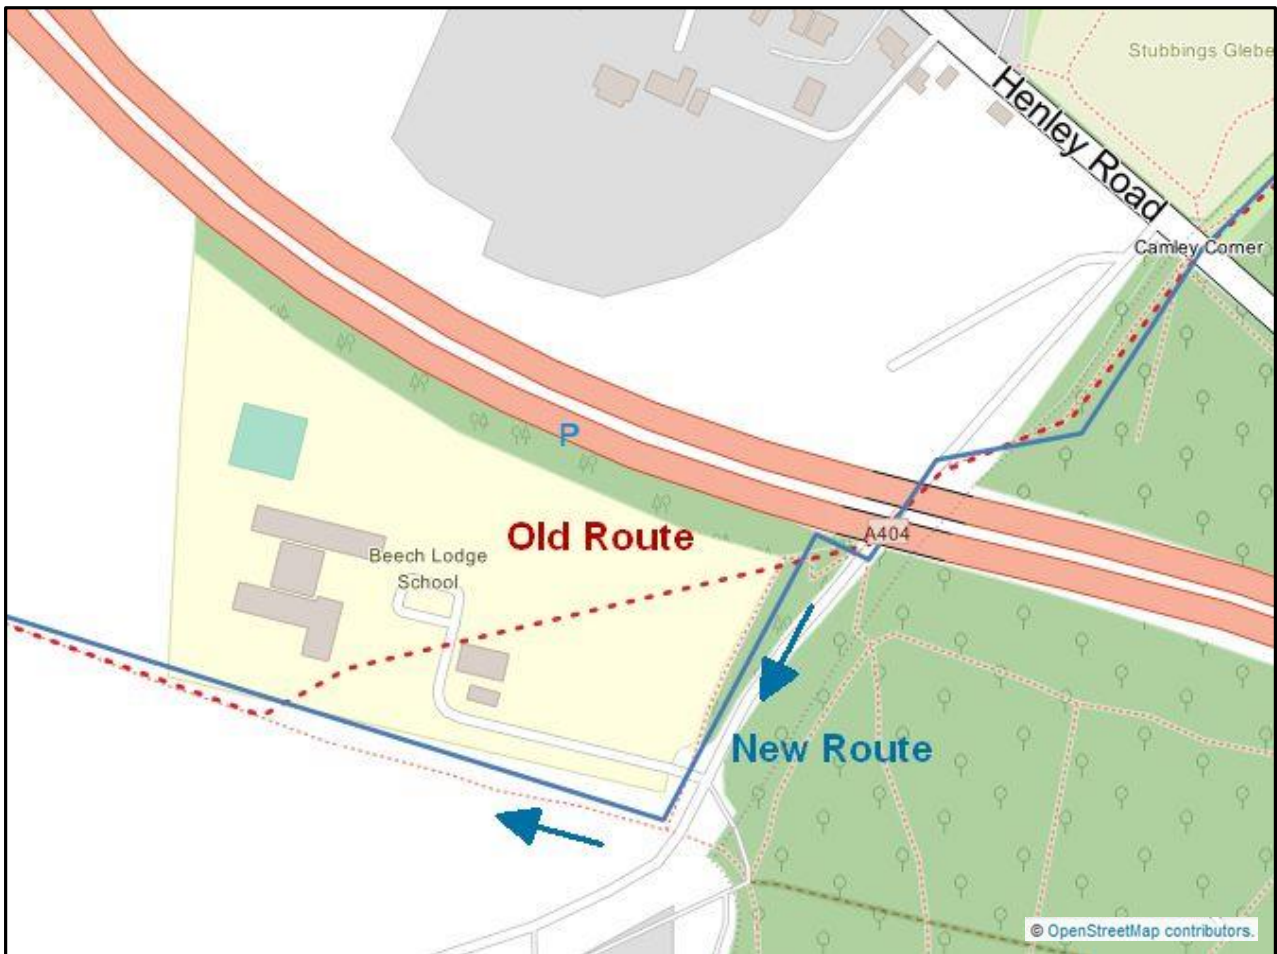 Stubbings Glebe
Henley Road
Camley Corner
P
A404
Old Route
Beech Lodge
School
New Route
© OpenStreetMap contributors.